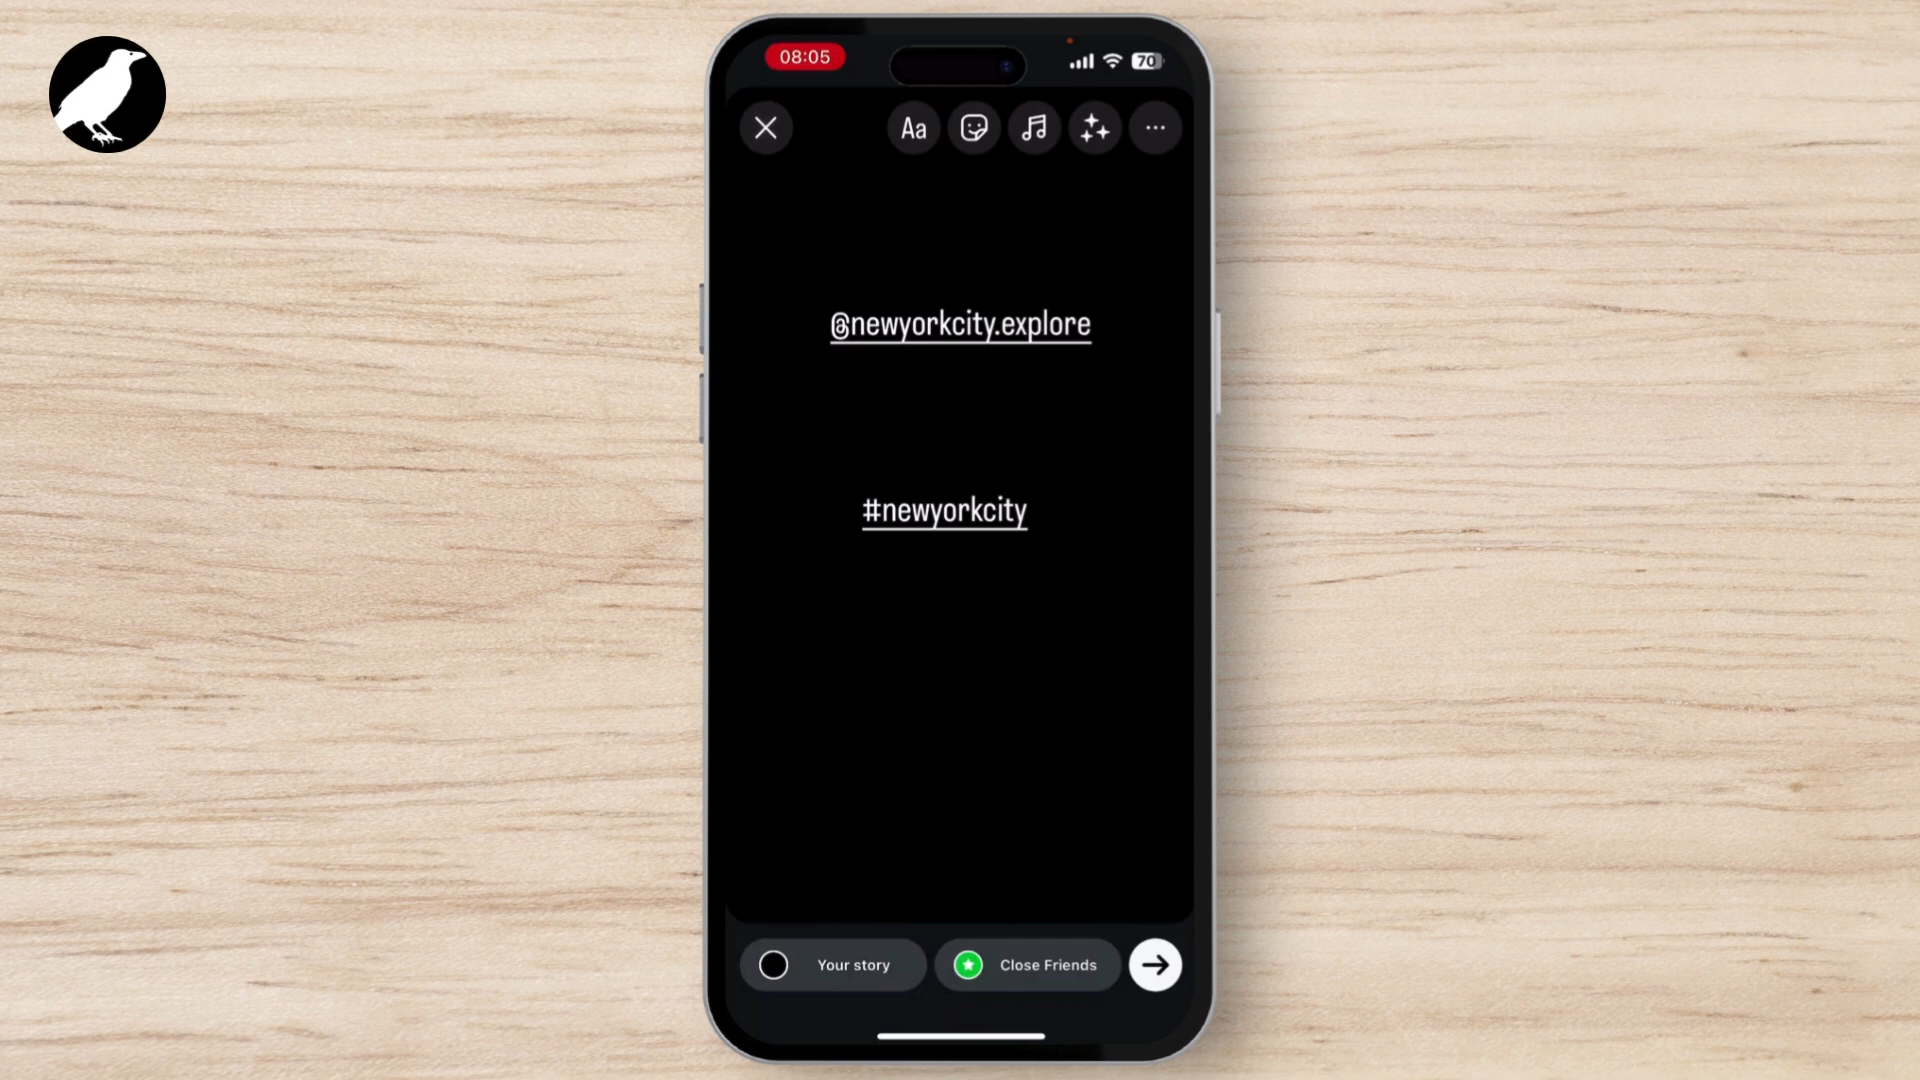 08:05
70
Aa
@newyorkcity.explore
#newyorkcity
Your story
Close Friends